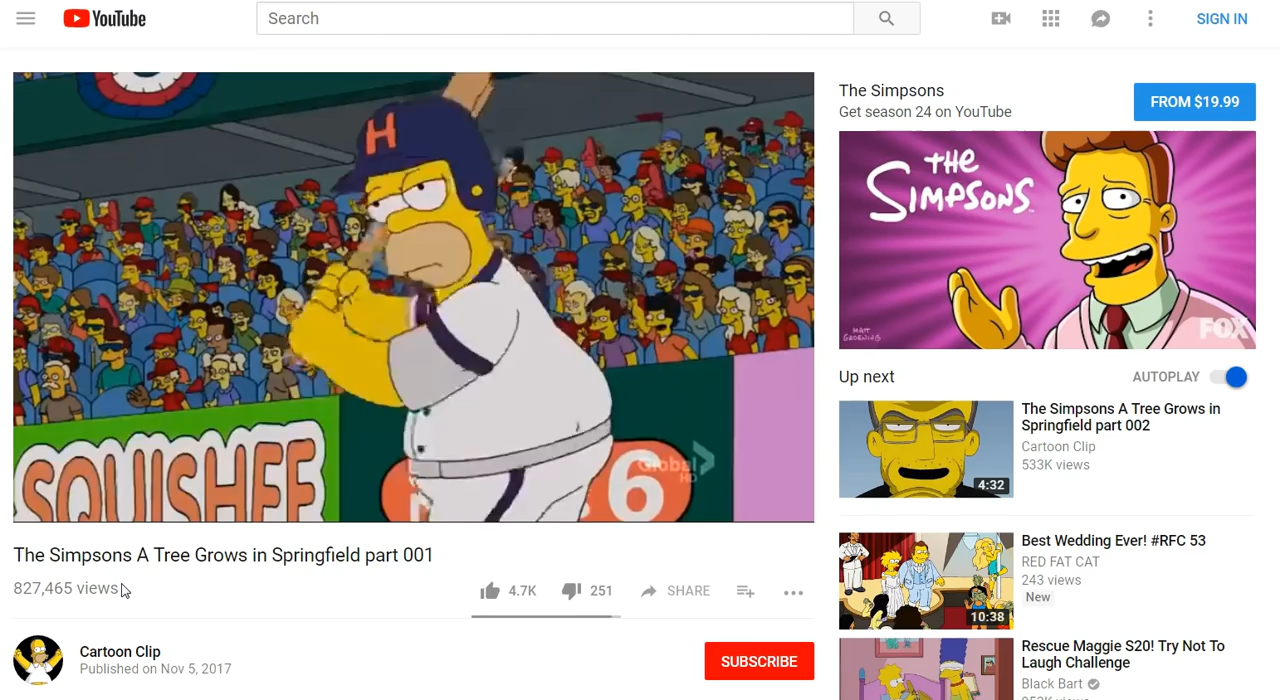 YouTube
Search
SIGN IN
H
SQUISHEE
6
Global
HD
The Simpsons A Tree Grows in Springfield part 001
827,465 views
4.7K
251
SHARE
Cartoon Clip
Published on Nov 5, 2017
SUBSCRIBE
The Simpsons
Get season 24 on YouTube
FROM $19.99
THE
SIMPSONS
MATT
GROENING
FOX
Up next
AUTOPLAY
The Simpsons A Tree Grows in
Springfield part 002
Cartoon Clip
533K views
4:32
Best Wedding Ever! #RFC 53
RED FAT CAT
243 views
New
10:38
Rescue Maggie S20! Try Not To
Laugh Challenge
Black Bart